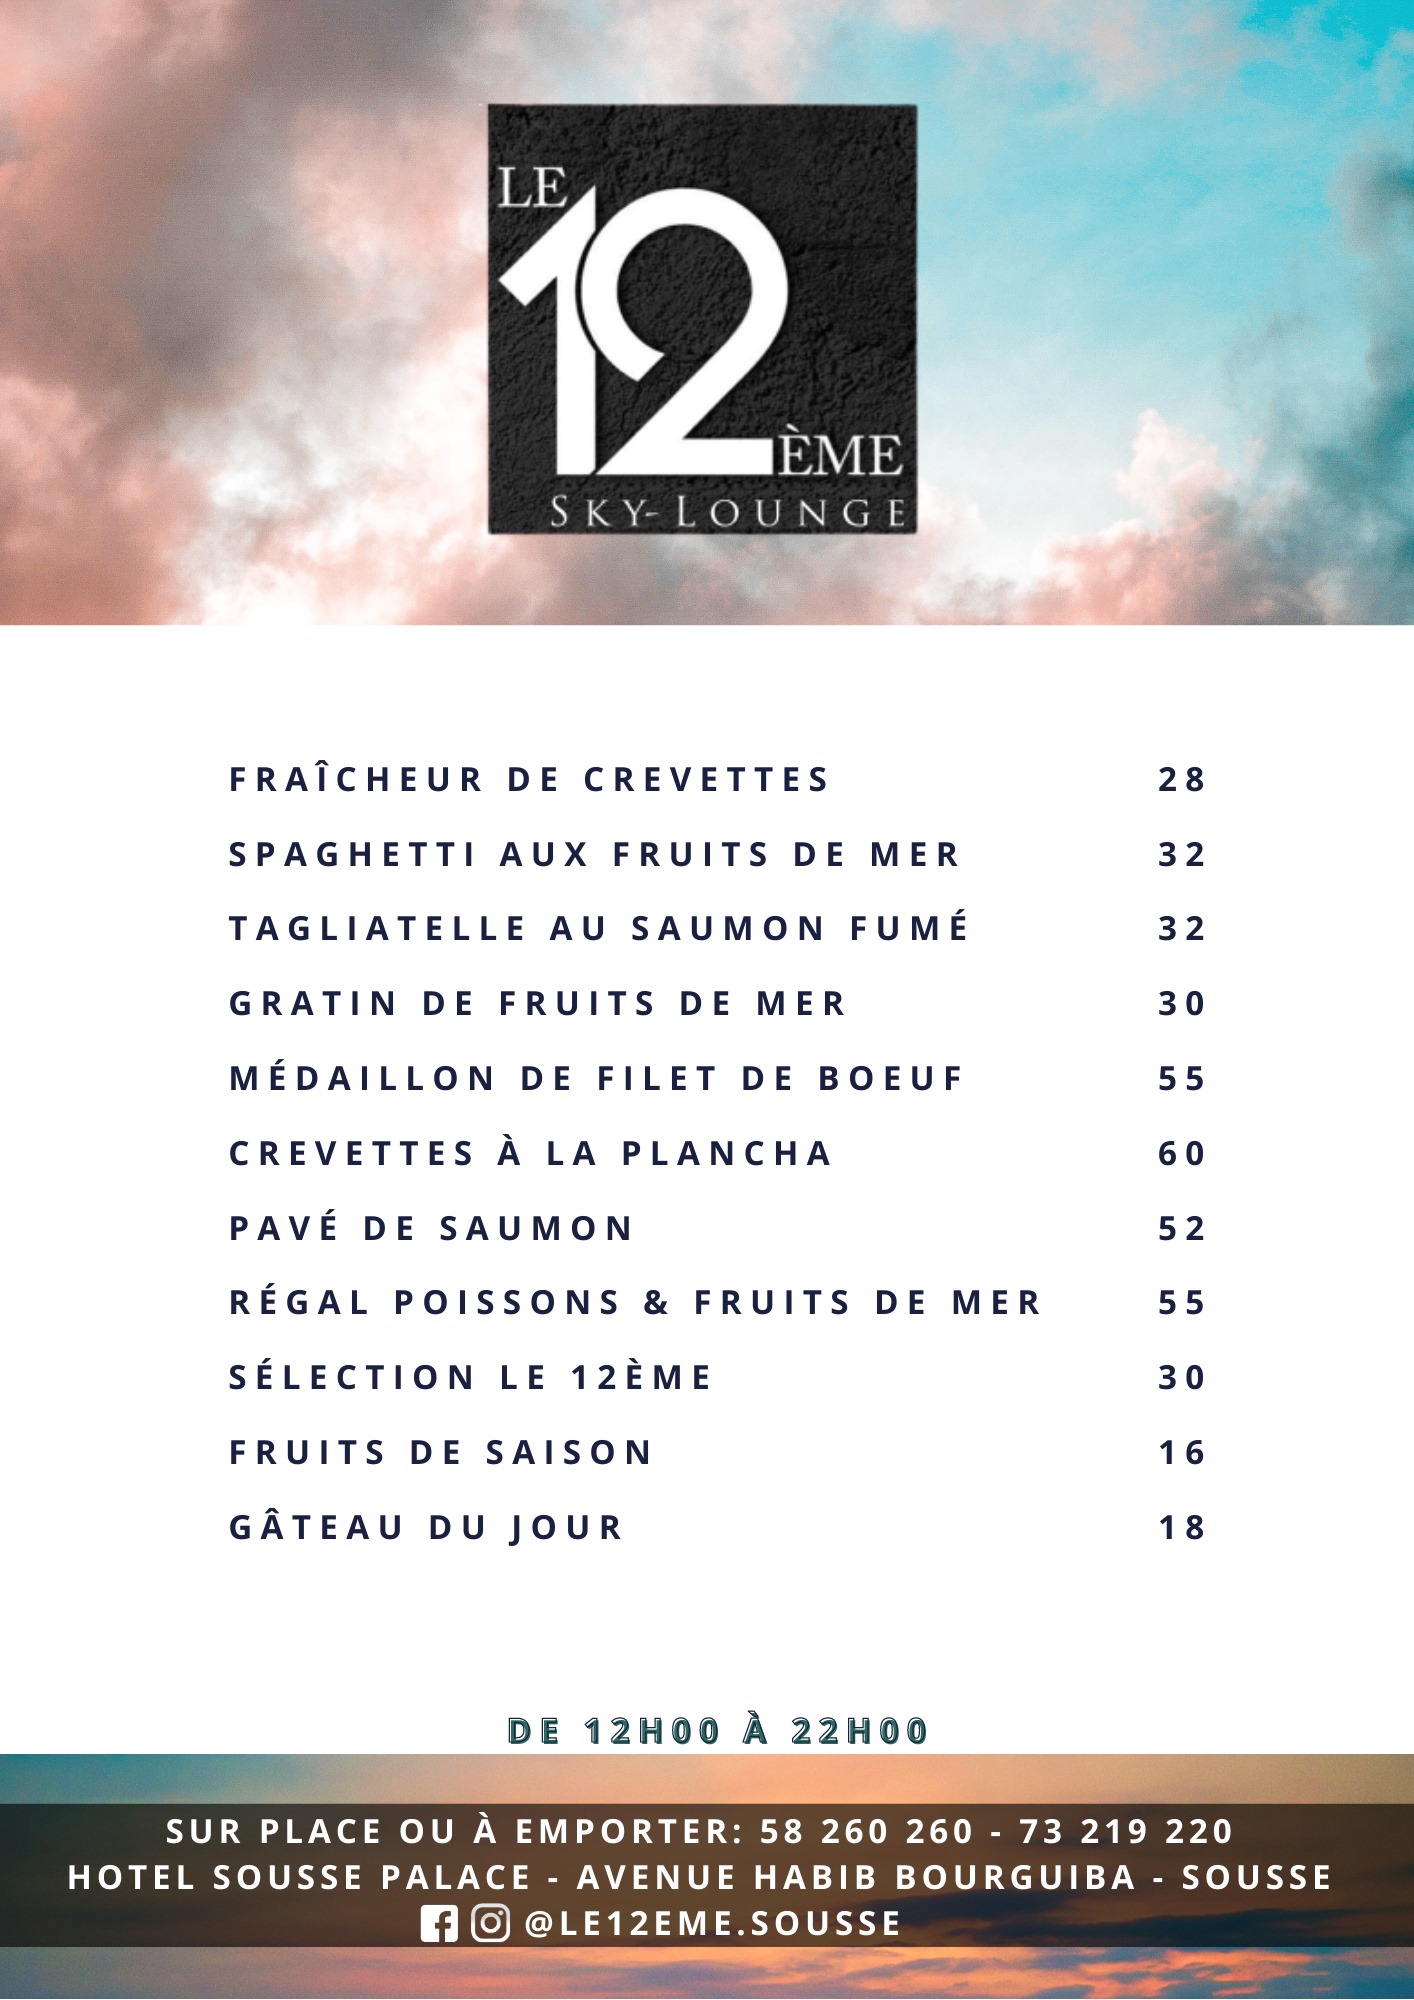 LE
12ÈME
SKY-LOUNGE
FRAÎCHEUR DE CREVETTES 28
SPAGHETTI AUX FRUITS DE MER 32
TAGLIATELLE AU SAUMON FUMÉ 32
GRATIN DE FRUITS DE MER 30
MÉDAILLON DE FILET DE BOEUF 55
CREVETTES À LA PLANCHA 60
PAVÉ DE SAUMON 52
RÉGAL POISSONS & FRUITS DE MER 55
SÉLECTION LE 12ÈME 30
FRUITS DE SAISON 16
GÂTEAU DU JOUR 18
DE 12H00 À 22H00
SUR PLACE OU À EMPORTER: 58 260 260 - 73 219 220
HOTEL SOUSSE PALACE - AVENUE HABIB BOURGUIBA - SOUSSE
@LE12EME.SOUSSE